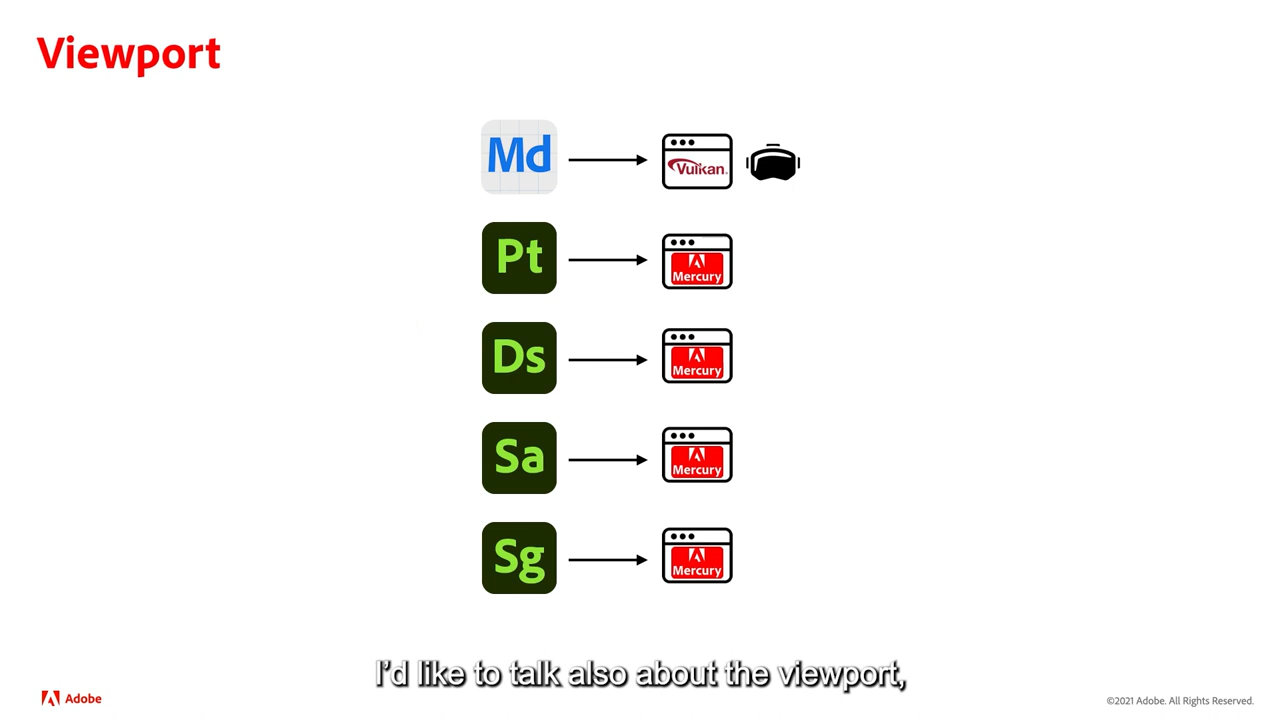 Viewport
Md
Vulkan.
Pt
Mercury
Ds
Mercury
Sa
Mercury
Sg
Mercury
I'd like to talk also about the viewport,
Adobe
©2021 Adobe. All Rights Reserved.